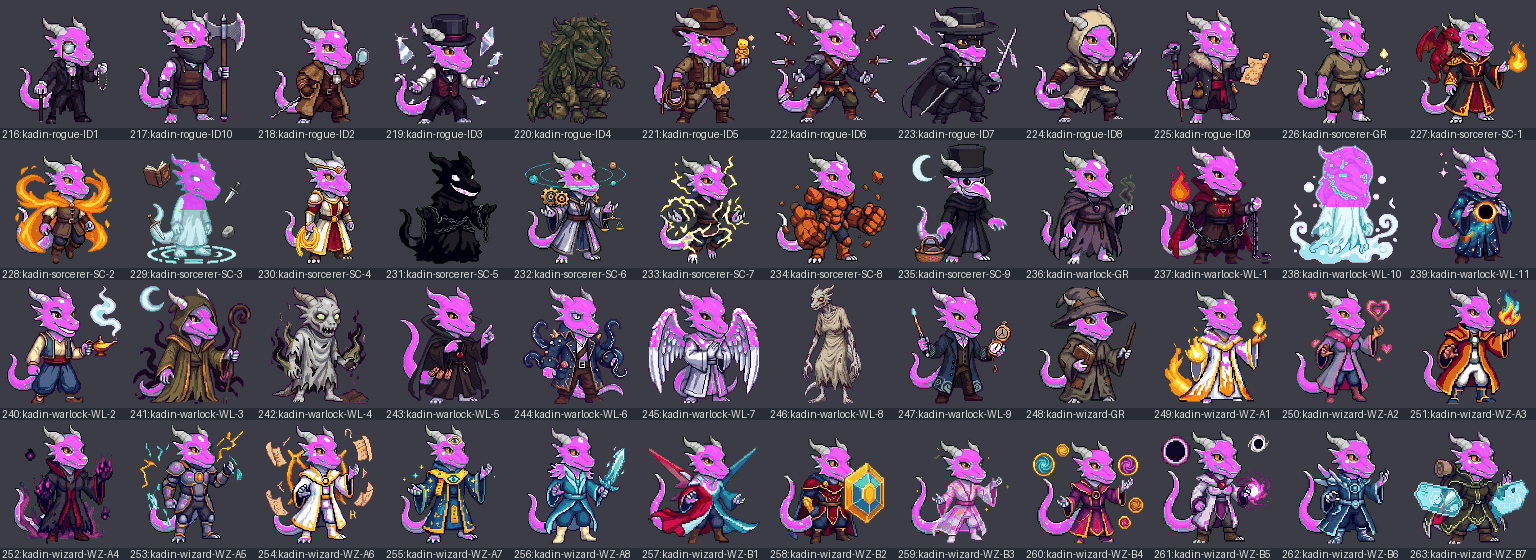 216:kadin-rogue-ID1 217:kadin-rogue-ID10 218:kadin-rogue-ID2 219:kadin-rogue-ID3 220:kadin-rogue-ID4 221:kadin-rogue-ID5 222:kadin-rogue-ID6 223:kadin-rogue-ID7 224:kadin-rogue-ID8 225:kadin-rogue-ID9 226:kadin-sorcerer-GR 227:kadin-sorcerer-SC-1
228:kadin-sorcerer-SC-2 229:kadin-sorcerer-SC-3 230:kadin-sorcerer-SC-4 231:kadin-sorcerer-SC-5 232:kadin-sorcerer-SC-6 233:kadin-sorcerer-SC-7 234:kadin-sorcerer-SC-8 235:kadin-sorcerer-SC-9 236:kadin-warlock-GR 237:kadin-warlock-WL-1 238:kadin-warlock-WL-10 239:kadin-warlock-WL-11
240:kadin-warlock-WL-2 241:kadin-warlock-WL-3 242:kadin-warlock-WL-4 243:kadin-warlock-WL-5 244:kadin-warlock-WL-6 245:kadin-warlock-WL-7 246:kadin-warlock-WL-8 247:kadin-warlock-WL-9 248:kadin-wizard-GR 249:kadin-wizard-WZ-A1 250:kadin-wizard-WZ-A2 251:kadin-wizard-WZ-A3
R
252:kadin-wizard-WZ-A4 253:kadin-wizard-WZ-A5 254:kadin-wizard-WZ-A6 255:kadin-wizard-WZ-A7 256:kadin-wizard-WZ-A8 257:kadin-wizard-WZ-B1 258:kadin-wizard-WZ-B2 259:kadin-wizard-WZ-B3 260:kadin-wizard-WZ-B4 261:kadin-wizard-WZ-B5 262:kadin-wizard-WZ-B6 263:kadin-wizard-WZ-B7